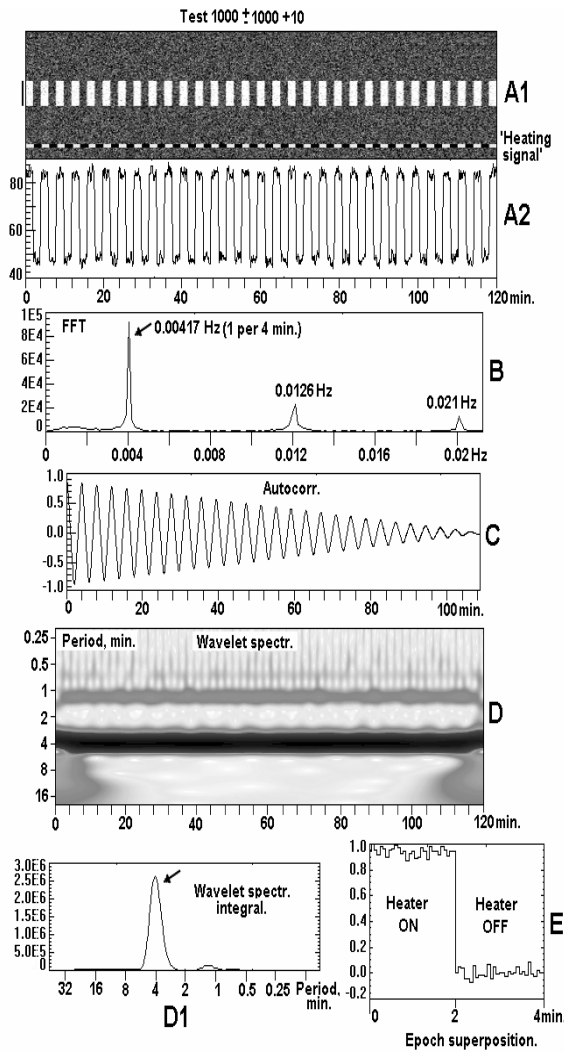 Test 1000 ± 1000 +10
A1
'Heating
signal'
80
60
40
A2
0 20 40 60 80 100 120 min.
1E5
8E4
6E4
4E4
2E4
0
FFT
0.00417 Hz (1 per 4 min.)
0.0126 Hz
0.021 Hz
B
0 0.004 0.008 0.012 0.016 0.02 Hz
1.0
0.5
0.0
-0.5
-1.0
Autocorr.
C
0 20 40 60 80 100 min.
Period, min. Wavelet spectr.
0.25
0.5
1
2
4
8
16
D
0 20 40 60 80 100 120 min.
3.0E6
2.5E6
2.0E6
1.5E6
1.0E6
5.0E5
0
Wavelet spectr.
integral.
32 16 8 4 2 1 0.5 0.25 Period,
min.
D1
1.0
0.8
0.6
0.4
0.2
0.0
-0.2
Heater
ON
Heater
OFF
E
0 2 4 min.
Epoch superposition.